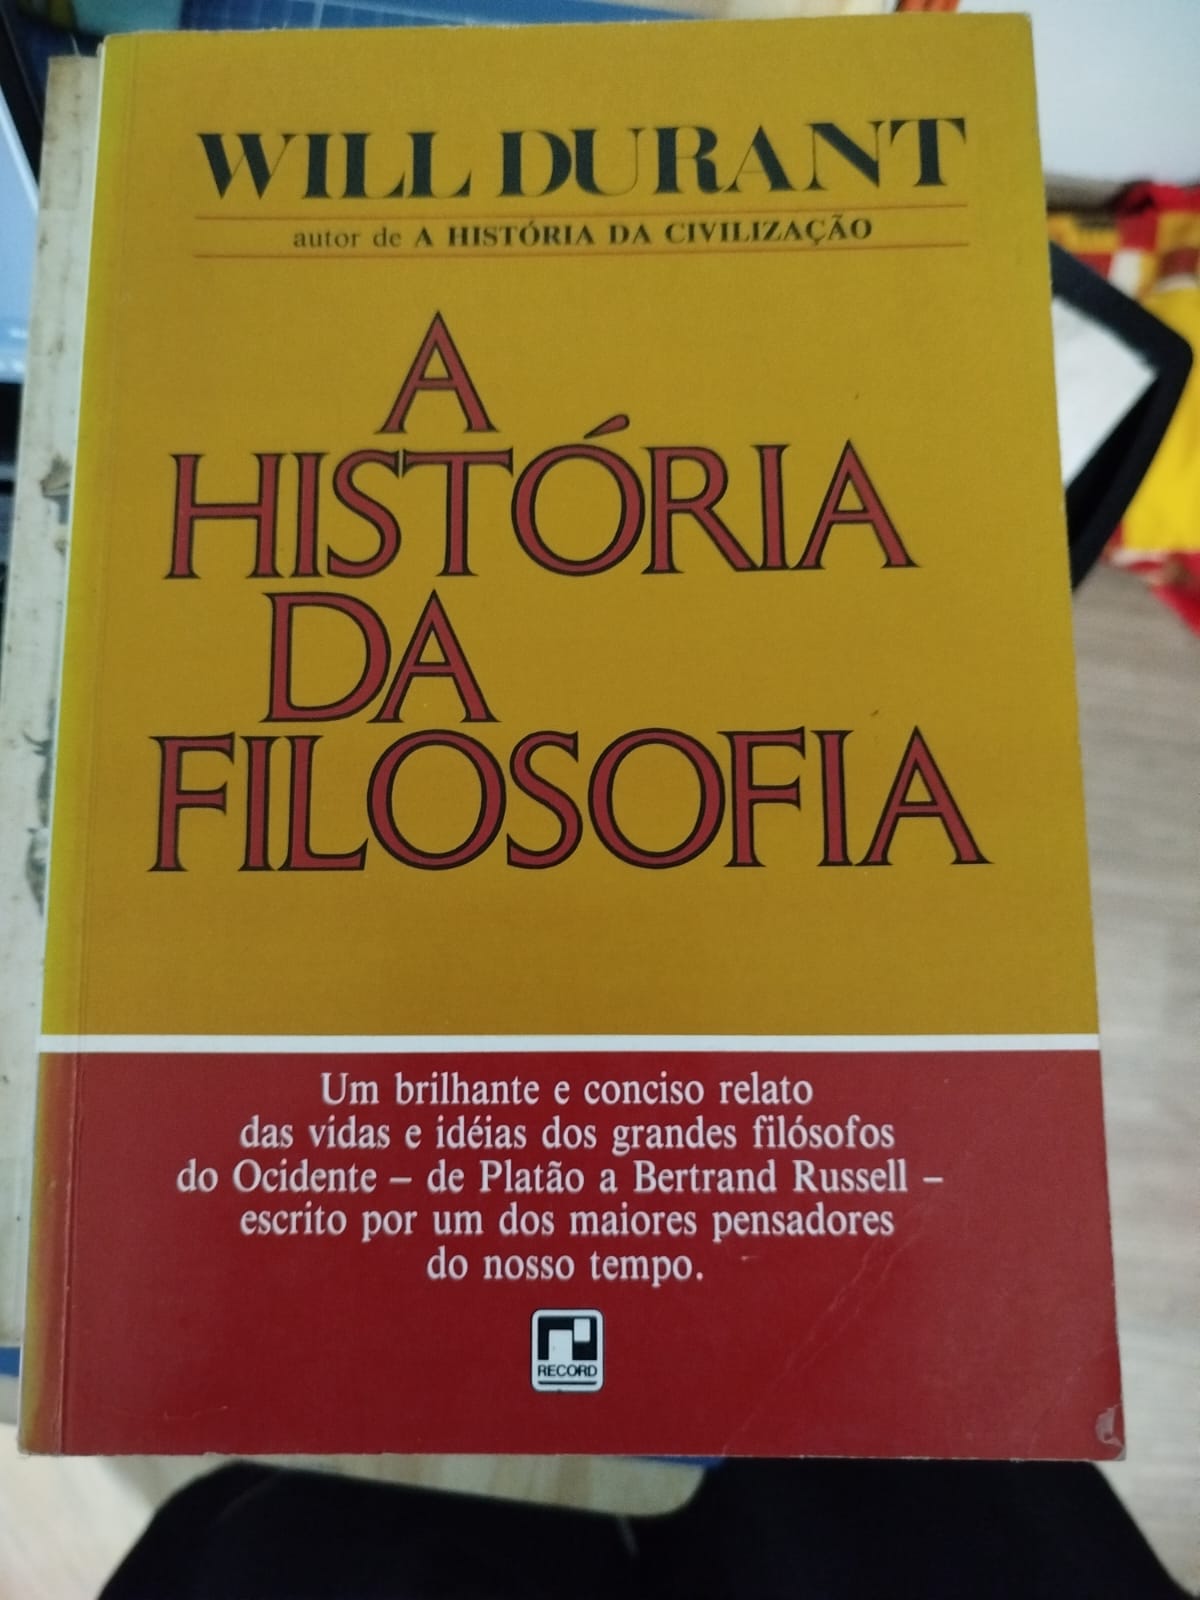 WILL DURANT
autor de A HISTÓRIA DA CIVILIZAÇÃO
A
HISTÓRIA
DA
FILOSOFIA
Um brilhante e conciso relato
das vidas e idéias dos grandes filósofos
do Ocidente – de Platão a Bertrand Russell –
escrito por um dos maiores pensadores
do nosso tempo.
RECORD